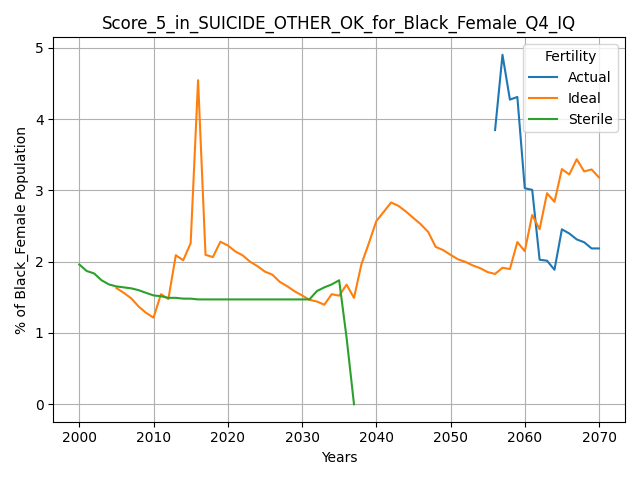 Score_5_in_SUICIDE_OTHER_OK_for_Black_Female_Q4_IQ
Fertility
Actual
Ideal
Sterile
% of Black_Female Population
5
4
3
2
1
0
2000 2010 2020 2030 2040 2050 2060 2070
Years